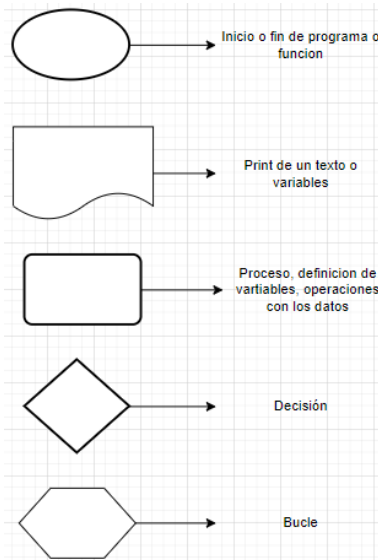 Inicio o fin de programa o
funcion
Print de un texto o
variables
Proceso, definicion de
vartiables, operaciones
con los datos
Decisión
Bucle